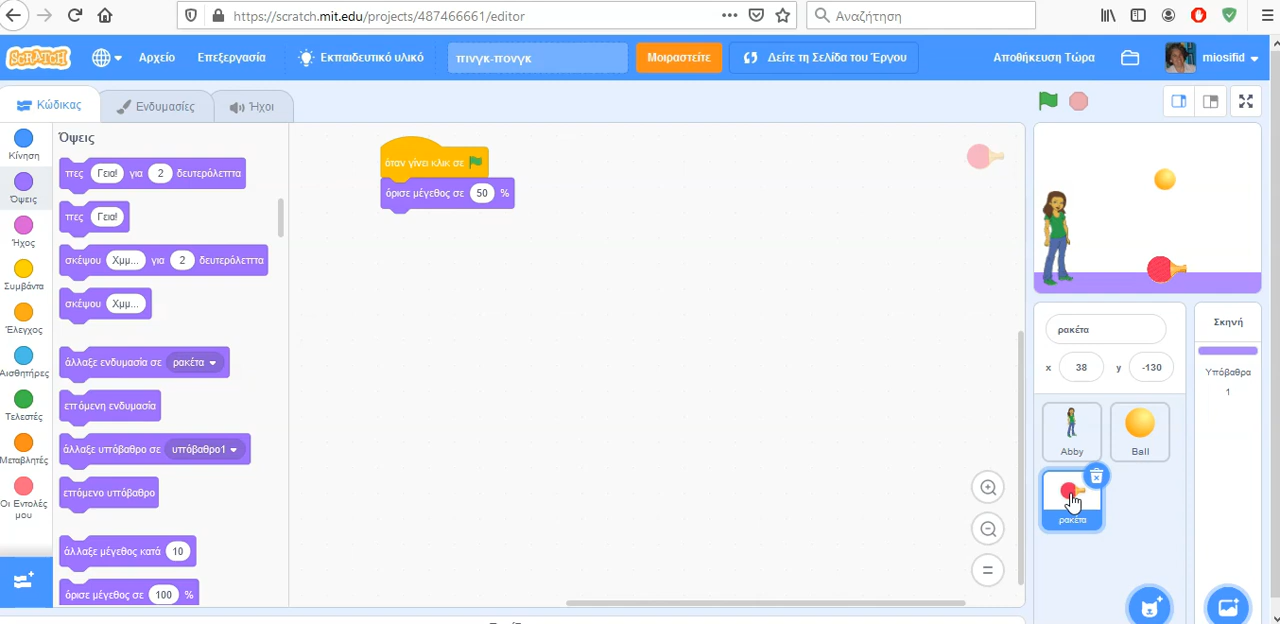 https://scratch.mit.edu/projects/487466661/editor
Αναζήτηση
SCRATCH
Αρχείο
Επεξεργασία
Εκπαιδευτικό υλικό
πινγκ-πονγκ
Μοιραστείτε
Δείτε τη Σελίδα του Έργου
Αποθήκευση Τώρα
miosifid
Κώδικας
Ενδυμασίες
Ήχοι
Κίνηση
Όψεις
Ήχος
Συμβάντα
Έλεγχος
Αισθητήρες
Τελεστές
Μεταβλητές
Οι Εντολές
μου
Όψεις
πες Γεια! για 2 δευτερόλεπτα
πες Γεια!
σκέψου Χμμ... για 2 δευτερόλεπτα
σκέψου Χμμ...
άλλαξε ενδυμασία σε ρακέτα
επόμενη ενδυμασία
άλλαξε υπόβαθρο σε υπόβαθρο1
επόμενο υπόβαθρο
άλλαξε μέγεθος κατά 10
όρισε μέγεθος σε 100 %
όταν γίνει κλικ σε
όρισε μέγεθος σε 50 %
ρακέτα
x 38 y -130
Abby
Ball
ρακέτα
Σκηνή
Υπόβαθρα
1